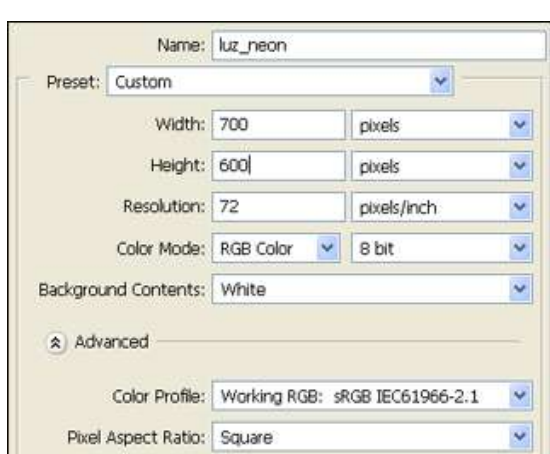 Name: luz_neon
Preset: Custom
Width: 700 pixels
Height: 600 pixels
Resolution: 72 pixels/inch
Color Mode: RGB Color 8 bit
Background Contents: White
Advanced
Color Profile: Working RGB: sRGB IEC61966-2.1
Pixel Aspect Ratio: Square